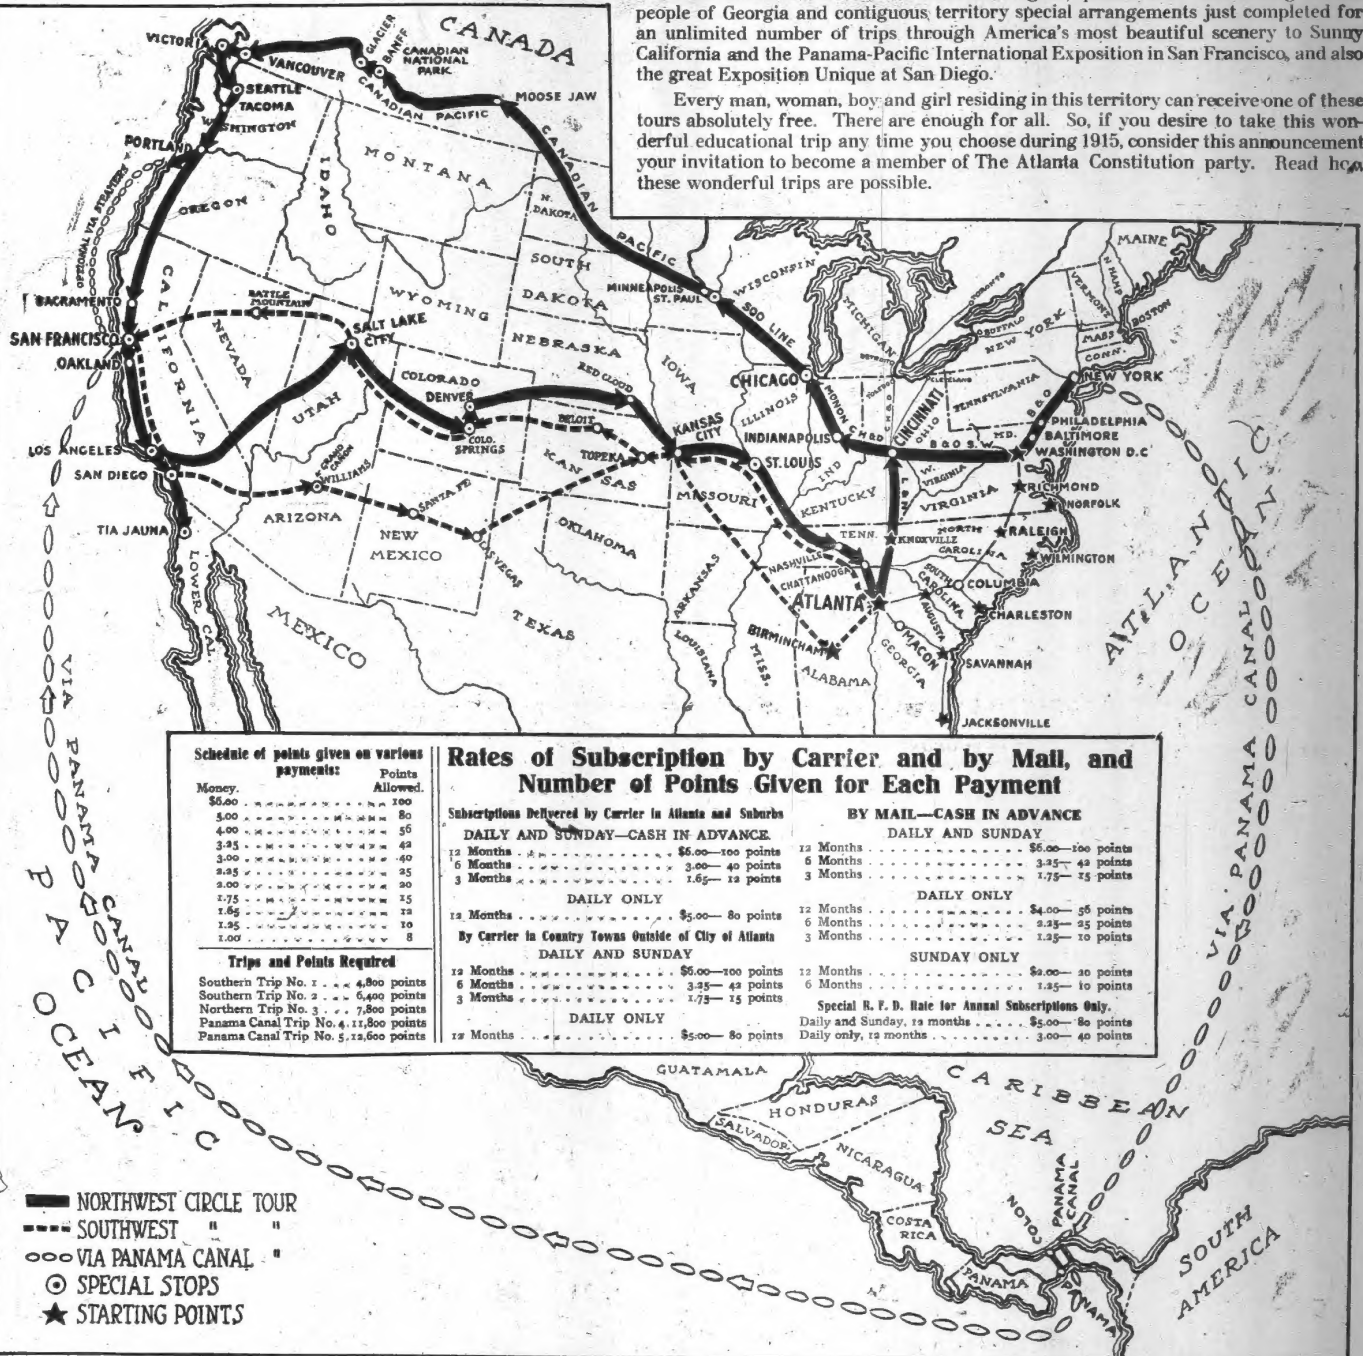 people of Georgia and contiguous territory special arrangements just completed for
an unlimited number of trips through America's most beautiful scenery to Sunny
California and the Panama-Pacific International Exposition in San Francisco, and also
the great Exposition Unique at San Diego.
Every man, woman, boy and girl residing in this territory can receive one of these
tours absolutely free. There are enough for all. So, if you desire to take this won-
derful educational trip any time you choose during 1915, consider this announcement
your invitation to become a member of The Atlanta Constitution party. Read how
these wonderful trips are possible.
CANADA
VICTORIA
VANCOUVER
GLACIER
BANFF
CANADIAN
NATIONAL
PARK
CANADIAN PACIFIC
MOOSE JAW
SEATTLE
TACOMA
WASHINGTON
PORTLAND
OPTIONAL VIA STEAMERS
OREGON
IDAHO
MONTANA
N.
DAKOTA
CANADIAN PACIFIC
SOUTH
DAKOTA
MINNEAPOLIS
ST. PAUL
WISCONSIN
SOO LINE
MICHIGAN
TORONTO
BUFFALO
NEW YORK
MAINE
VERMONT
N HAMP
BOSTON
MASS
CONN.
SACRAMENTO
SAN FRANCISCO
OAKLAND
CALIFORNIA
NEVADA
BATTLE
MOUNTAIN
SALT LAKE
CITY
UTAH
WYOMING
NEBRASKA
RED CLOUD
IOWA
COLORADO
DENVER
COLO.
SPRINGS
BELOIT
TOPEKA
KANSAS
KANSAS
CITY
CHICAGO
ILLINOIS
MONON
CH&D
DETROIT
TOLEDO
CLEVELAND
OHIO
CINCINNATI
INDIANAPOLIS
IND
B&O S.W.
PENNSYLVANIA
B&O
MD.
NEW YORK
PHILADELPHIA
BALTIMORE
WASHINGTON D.C
ST. LOUIS
MISSOURI
KENTUCKY
L&N
W.
VIRGINIA
VIRGINIA
RICHMOND
NORFOLK
LOS ANGELES
SAN DIEGO
TIA JAUNA
LOWER CAL
GRAND
CANON
WILLIAMS
ARIZONA
SANTA FE
NEW
MEXICO
LAS VEGAS
OKLAHOMA
TEXAS
MEXICO
ARKANSAS
LOUISIANA
MISS.
TENN.
NASHVILLE
CHATTANOOGA
KNOXVILLE
NORTH
CAROLINA
RALEIGH
WILMINGTON
SOUTH
CAROLINA
COLUMBIA
CHARLESTON
ATLANTA
AUGUSTA
MACON
GEORGIA
SAVANNAH
BIRMINGHAM
ALABAMA
JACKSONVILLE
ATLANTIC
OCEAN
VIA PANAMA CANAL
VIA PANAMA CANAL
PACIFIC
OCEAN
Schedule of points given on various
payments:
Money. Points Allowed.
$6.00 100
5.00 80
4.00 56
3.25 42
3.00 40
2.25 25
2.00 20
1.75 15
1.65 12
1.25 10
1.00 8
Trips and Points Required
Southern Trip No. 1 . . . 4,800 points
Southern Trip No. 2 . . . 6,400 points
Northern Trip No. 3 . . . 7,800 points
Panama Canal Trip No. 4. 11,800 points
Panama Canal Trip No. 5. 12,600 points
Rates of Subscription by Carrier and by Mail, and
Number of Points Given for Each Payment
Subscriptions Delivered by Carrier in Atlanta and Suburbs
DAILY AND SUNDAY—CASH IN ADVANCE.
12 Months $6.00—100 points
6 Months 3.00— 40 points
3 Months 1.65— 12 points
DAILY ONLY
12 Months $5.00— 80 points
By Carrier in Country Towns Outside of City of Atlanta
DAILY AND SUNDAY
12 Months $6.00—100 points
6 Months 3.25— 42 points
3 Months 1.75— 15 points
DAILY ONLY
12 Months $5.00— 80 points
BY MAIL—CASH IN ADVANCE
DAILY AND SUNDAY
12 Months $6.00—100 points
6 Months 3.25— 42 points
3 Months 1.75— 15 points
DAILY ONLY
12 Months $4.00— 56 points
6 Months 2.25— 25 points
3 Months 1.25— 10 points
SUNDAY ONLY
12 Months $2.00— 20 points
6 Months 1.25— 10 points
Special R. F. D. Rate for Annual Subscriptions Only.
Daily and Sunday, 12 months $5.00— 80 points
Daily only, 12 months 3.00— 40 points
GUATAMALA
HONDURAS
SALVADOR
NICARAGUA
COSTA
RICA
PANAMA
COLON
PANAMA
CANAL
PANAMA
CARIBBEAN
SEA
SOUTH
AMERICA
NORTHWEST CIRCLE TOUR
SOUTHWEST " "
VIA PANAMA CANAL "
SPECIAL STOPS
STARTING POINTS